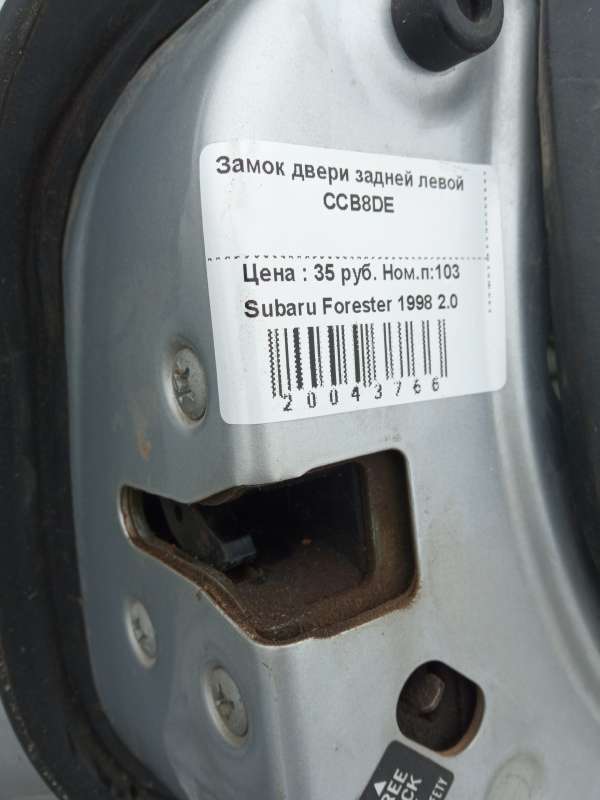 Замок двери задней левой
CCB8DE
Цена : 35 руб. Ном.п:103
Subaru Forester 1998 2.0
20043766